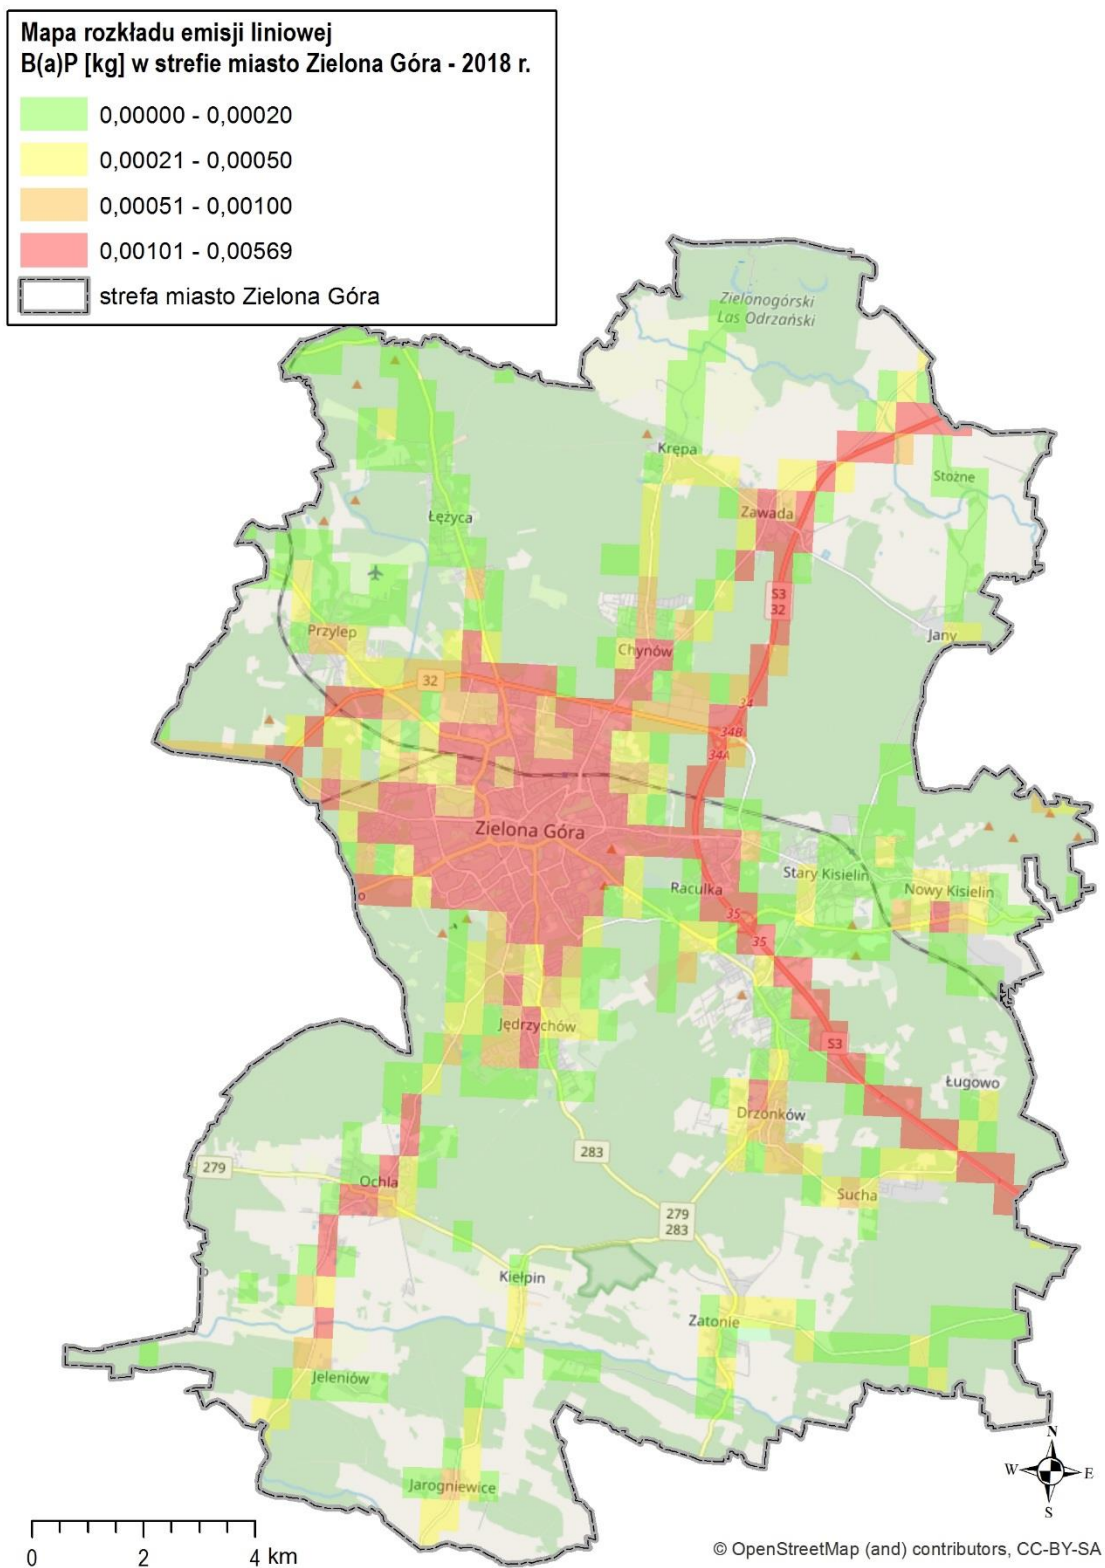 Mapa rozkładu emisji liniowej
B(a)P [kg] w strefie miasto Zielona Góra - 2018 r.
0,00000 - 0,00020
0,00021 - 0,00050
0,00051 - 0,00100
0,00101 - 0,00569
strefa miasto Zielona Góra
Zielonogórski
Las Odrzański
Krępa
Stożne
Zawada
Łężyca
S3
32
Przylep
Chynów
Jany
32
34
34B
34A
Zielona Góra
Stary Kisielin
Raculka
Nowy Kisielin
35
35
Jędrzychów
S3
Ługowo
Drzonków
283
279
Ochla
Sucha
279
283
Kiełpin
Zatonie
Jeleniów
Jarogniewice
N
W
E
S
0
2
4 km
© OpenStreetMap (and) contributors, CC-BY-SA